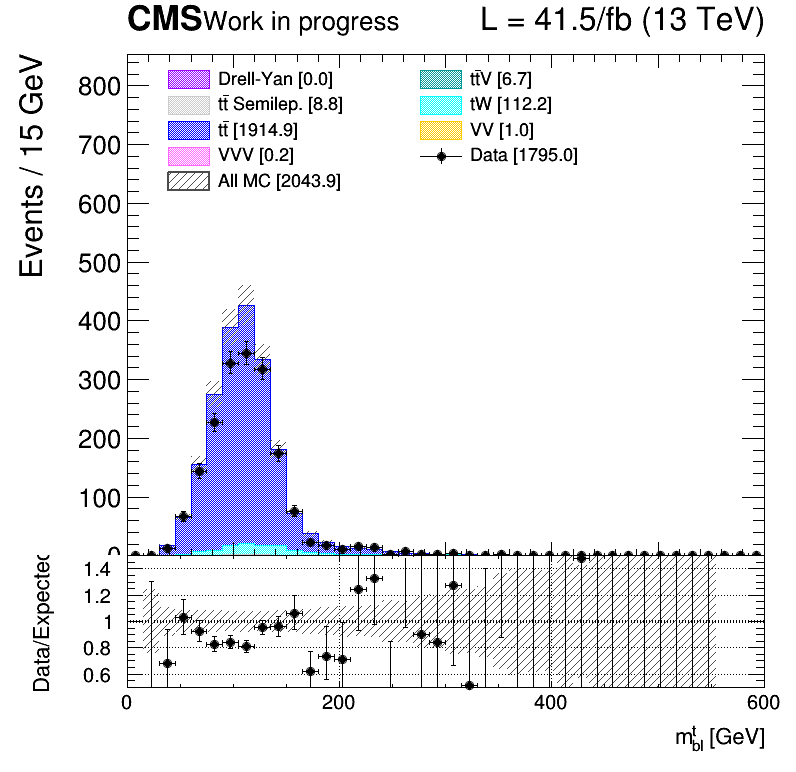 CMS Work in progress L = 41.5/fb (13 TeV)
Events / 15 GeV
800
700
600
500
400
300
200
100
0
Drell-Yan [0.0]
tt̄ Semilep. [8.8]
tt̄ [1914.9]
VVV [0.2]
All MC [2043.9]
tt̄V [6.7]
tW [112.2]
VV [1.0]
Data [1795.0]
Data/Expected
1.4
1.2
1
0.8
0.6
0 200 400 600
m^t_bl [GeV]